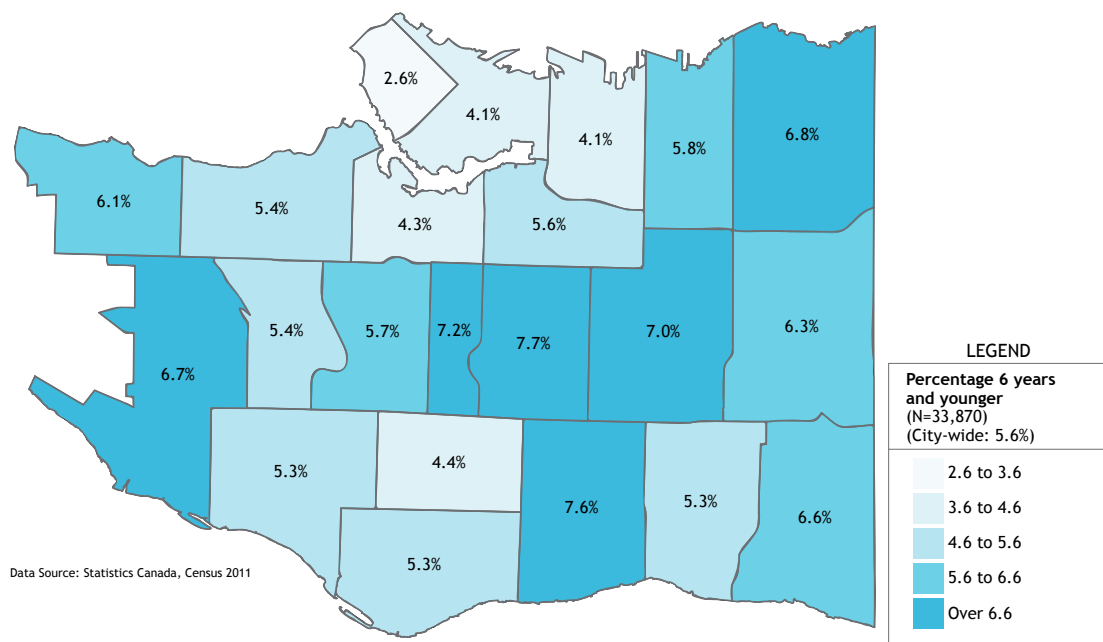 2.6%
4.1%
4.1%
5.8%
6.8%
6.1%
5.4%
4.3%
5.6%
5.4%
5.7%
7.2%
7.7%
7.0%
6.3%
6.7%
5.3%
4.4%
7.6%
5.3%
6.6%
5.3%
Data Source: Statistics Canada, Census 2011
LEGEND
Percentage 6 years
and younger
(N=33,870)
(City-wide: 5.6%)
2.6 to 3.6
3.6 to 4.6
4.6 to 5.6
5.6 to 6.6
Over 6.6